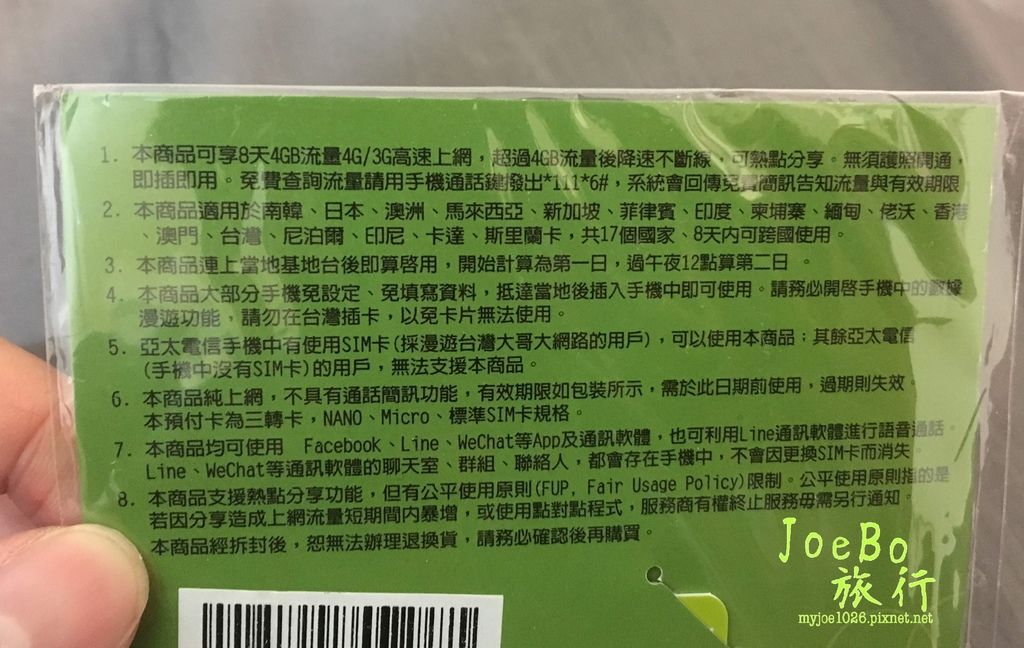 1. 本商品可享8天4GB流量4G/3G高速上網，超過4GB流量後降速不斷線，可熱點分享。無須護照開通，
即插即用。免費查詢流量請用手機通話鍵撥出*111*6#，系統會回傳免費簡訊告知流量與有效期限
2. 本商品適用於南韓、日本、澳洲、馬來西亞、新加坡、菲律賓、印度、柬埔寨、緬甸、佬沃、香港
、澳門、台灣、尼泊爾、印尼、卡達、斯里蘭卡，共17個國家、8天內可跨國使用。
3. 本商品連上當地基地台後即算啓用，開始計算為第一日，過午夜12點算第二日 。
4. 本商品大部分手機免設定、免填寫資料，抵達當地後插入手機中即可使用。請務必開啓手機中的數據
漫遊功能，請勿在台灣插卡，以免卡片無法使用。
5. 亞太電信手機中有使用SIM卡(採漫遊台灣大哥大網路的用戶)，可以使用本商品；其餘亞太電信
(手機中沒有SIM卡)的用戶，無法支援本商品。
6. 本商品純上網，不具有通話簡訊功能，有效期限如包裝所示，需於此日期前使用，過期則失效。
本預付卡為三轉卡，NANO、Micro、標準SIM卡規格。
7. 本商品均可使用 Facebook、Line、WeChat等App及通訊軟體，也可利用Line通訊軟體進行語音通話。
Line、WeChat等通訊軟體的聊天室、群組、聯絡人，都會存在手機中，不會因更換SIM卡而消失
8. 本商品支援熱點分享功能，但有公平使用原則(FUP, Fair Usage Policy)限制。公平使用原則指的是
若因分享造成上網流量短期間內暴增，或使用點對點程式，服務商有權終止服務毋需另行通知。
本商品經拆封後，恕無法辦理退換貨，請務必確認後再購買。
JoeBo
旅行
myjoe1026.pixnet.net